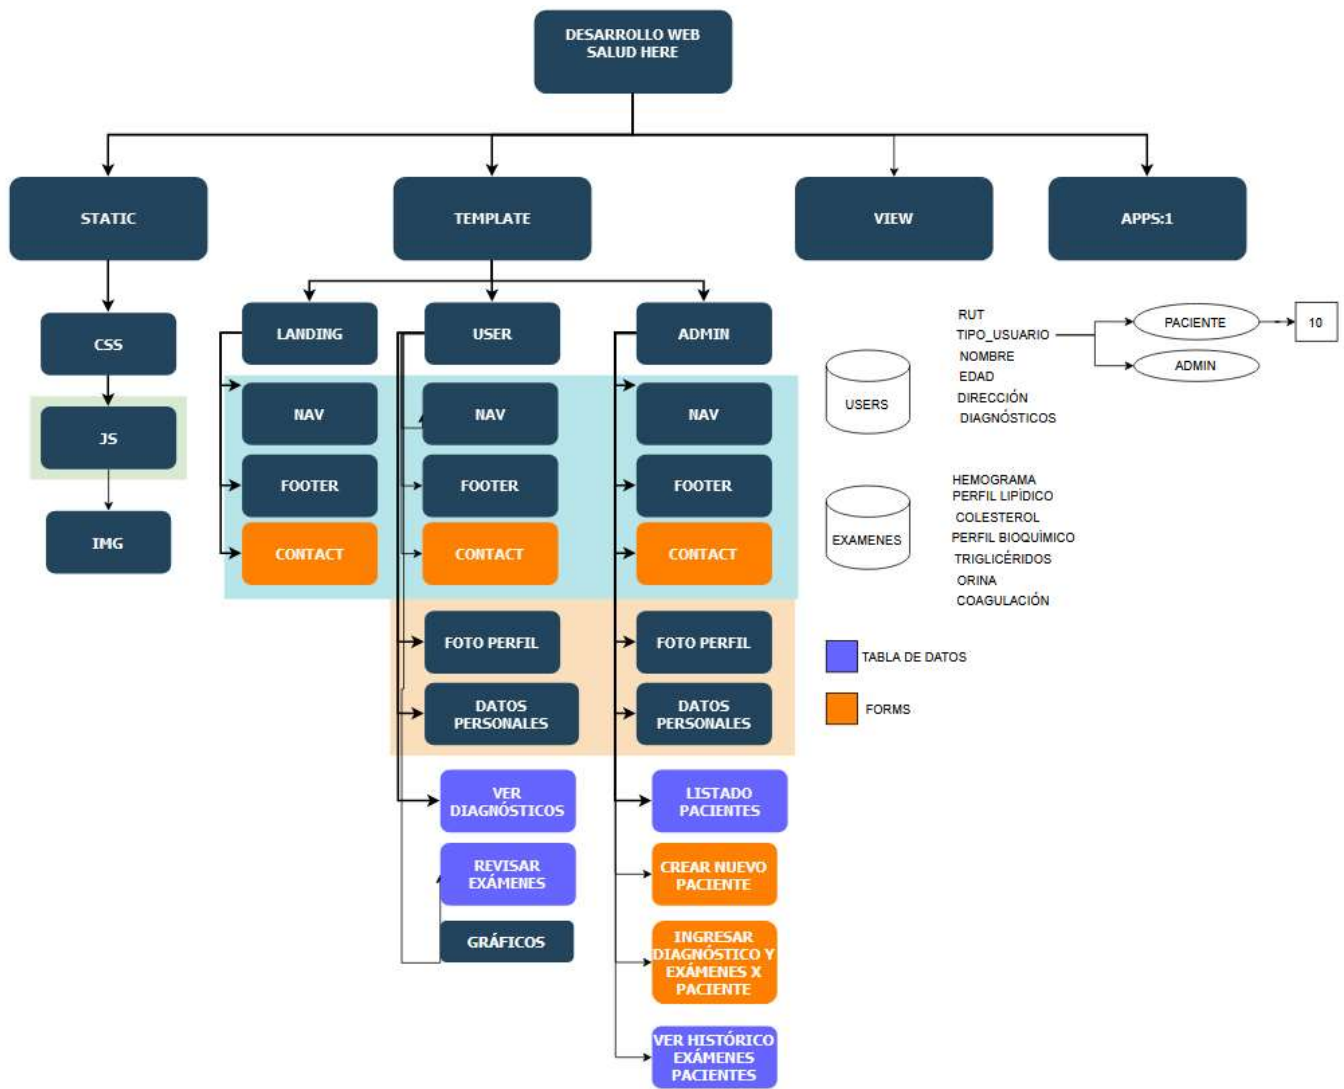 DESARROLLO WEB
SALUD HERE
STATIC
TEMPLATE
VIEW
APPS:1
CSS
JS
IMG
LANDING
NAV
FOOTER
CONTACT
USER
NAV
FOOTER
CONTACT
FOTO PERFIL
DATOS
PERSONALES
VER
DIAGNÓSTICOS
REVISAR
EXÁMENES
GRÁFICOS
ADMIN
NAV
FOOTER
CONTACT
FOTO PERFIL
DATOS
PERSONALES
LISTADO
PACIENTES
CREAR NUEVO
PACIENTE
INGRESAR
DIAGNÓSTICO Y
EXÁMENES X
PACIENTE
VER HISTÓRICO
EXÁMENES
PACIENTES
USERS
RUT
TIPO_USUARIO
NOMBRE
EDAD
DIRECCIÓN
DIAGNÓSTICOS
PACIENTE
10
ADMIN
EXAMENES
HEMOGRAMA
PERFIL LIPÌDICO
COLESTEROL
PERFIL BIOQUÌMICO
TRIGLICÉRIDOS
ORINA
COAGULACIÓN
TABLA DE DATOS
FORMS